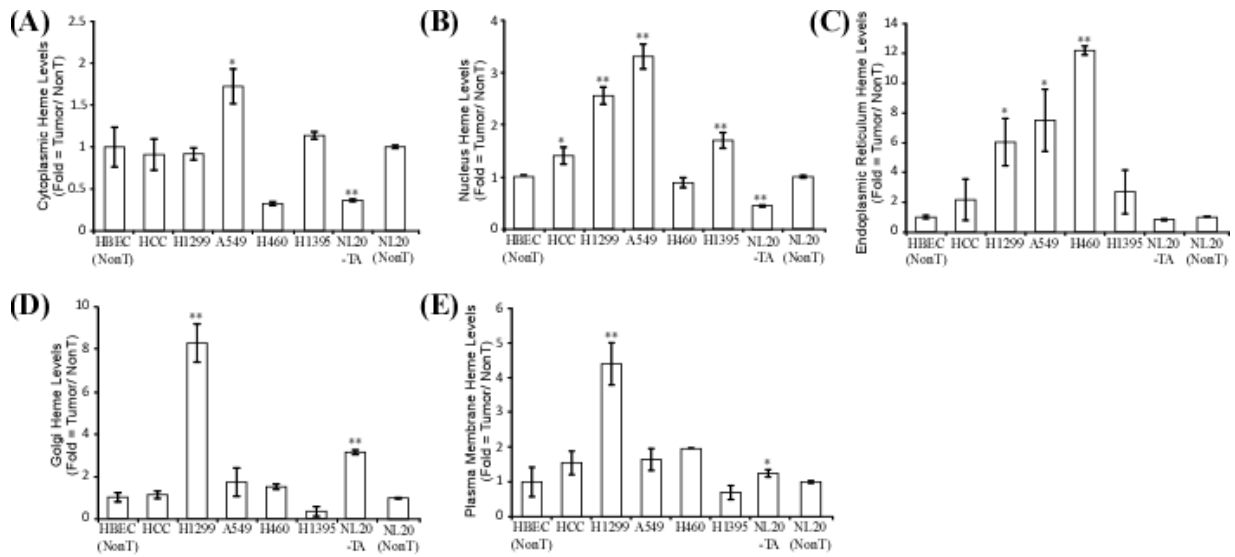 (A)
Cytoplasmic Heme Levels
(Fold = Tumor/ NonT)
2.5
2
1.5
1
0.5
0
*
**
HBEC HCC H1299 A549 H460 H1395 NL20 NL20
(NonT) -TA (NonT)
(B)
Nucleus Heme Levels
(Fold = Tumor/ NonT)
4
3
2
1
0
*
**
**
**
**
HBEC HCC H1299 A549 H460 H1395 NL20 NL20
(NonT) -TA (NonT)
(C)
Endoplasmic Reticulum Heme Levels
(Fold = Tumor/ NonT)
14
12
10
8
6
4
2
0
*
*
**
HBEC HCC H1299 A549 H460 H1395 NL20 NL20
(NonT) -TA (NonT)
(D)
Golgi Heme Levels
(Fold = Tumor/ NonT)
10
8
6
4
2
0
**
**
HBEC HCC H1299 A549 H460 H1395 NL20 NL20
(NonT) -TA (NonT)
(E)
Plasma Membrane Heme Levels
(Fold = Tumor/ NonT)
6
5
4
3
2
1
0
**
*
HBEC HCC H1299 A549 H460 H1395 NL20 NL20
(NonT) -TA (NonT)